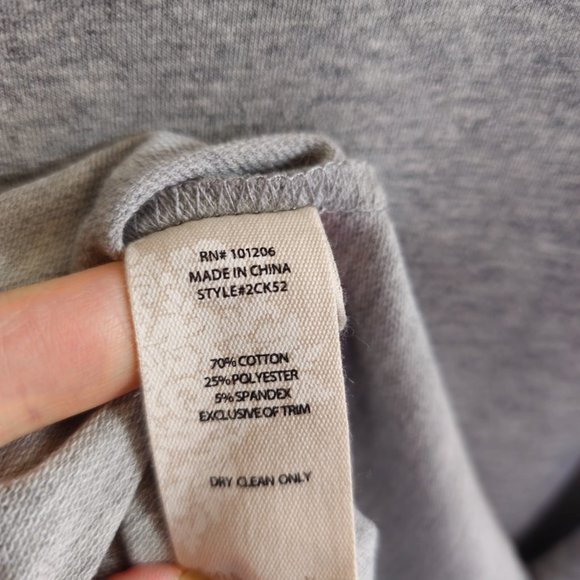 RN# 101206
MADE IN CHINA
STYLE#2CK52
70% COTTON
25% POLYESTER
5% SPANDEX
EXCLUSIVE OF TRIM
DRY CLEAN ONLY